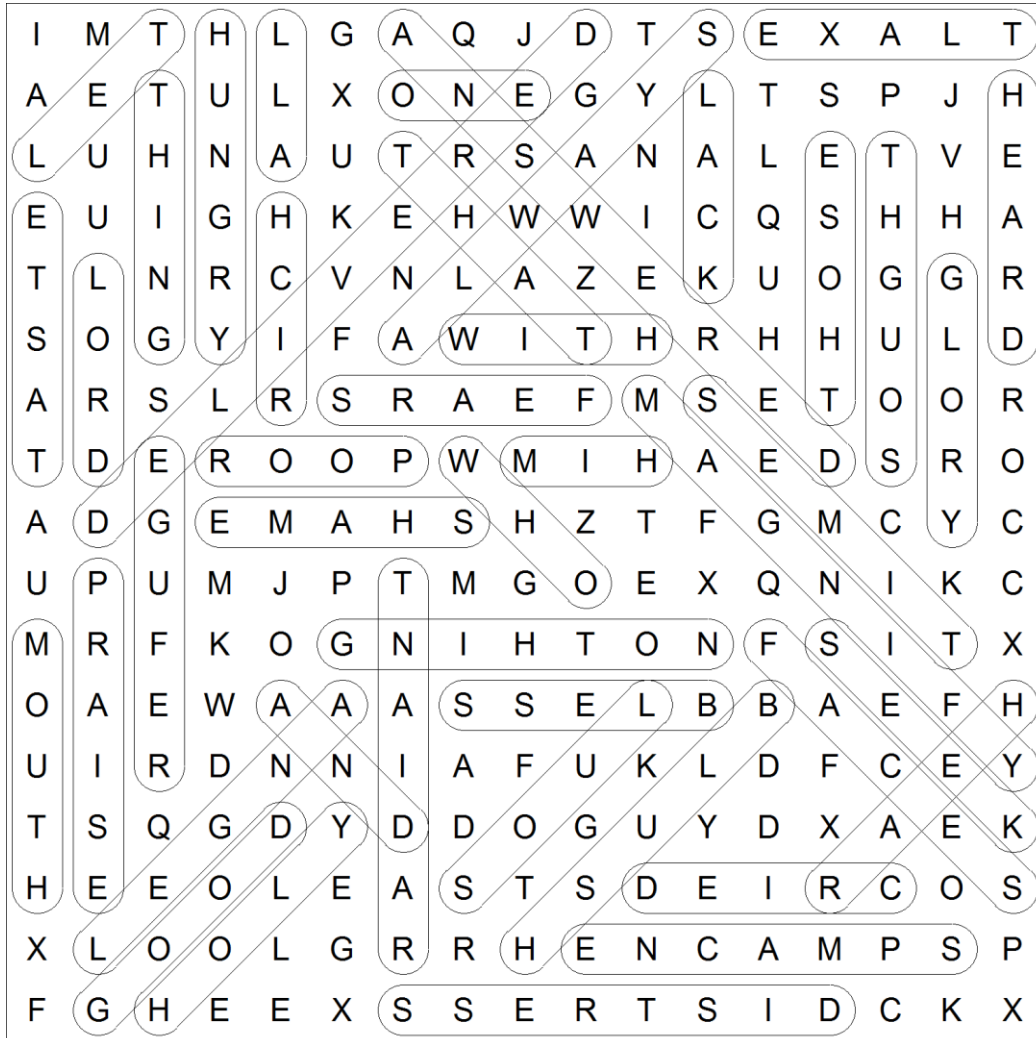 I M T H L G A Q J D T S E X A L T
A E T U L X O N E G Y L T S P J H
L U H N A U T R S A N A L E T V E
E U I G H K E H W W I C Q S H H A
T L N R C V N L A Z E K U O G G R
S O G Y I F A W I T H R H H U L D
A R S L R S R A E F M S E T O O R
T D E R O O P W M I H A E D S R O
A D G E M A H S H Z T F G M C Y C
U P U M J P T M G O E X Q N I K C
M R F K O G N I H T O N F S I T X
O A E W A A A S S E L B B A E F H
U I R D N N I A F U K L D F C E Y
T S Q G D Y D D O G U Y D X A E K
H E E O L E A S T S D E I R C O S
X L O O L G R R H E N C A M P S P
F G H E E X S S E R T S I D C K X